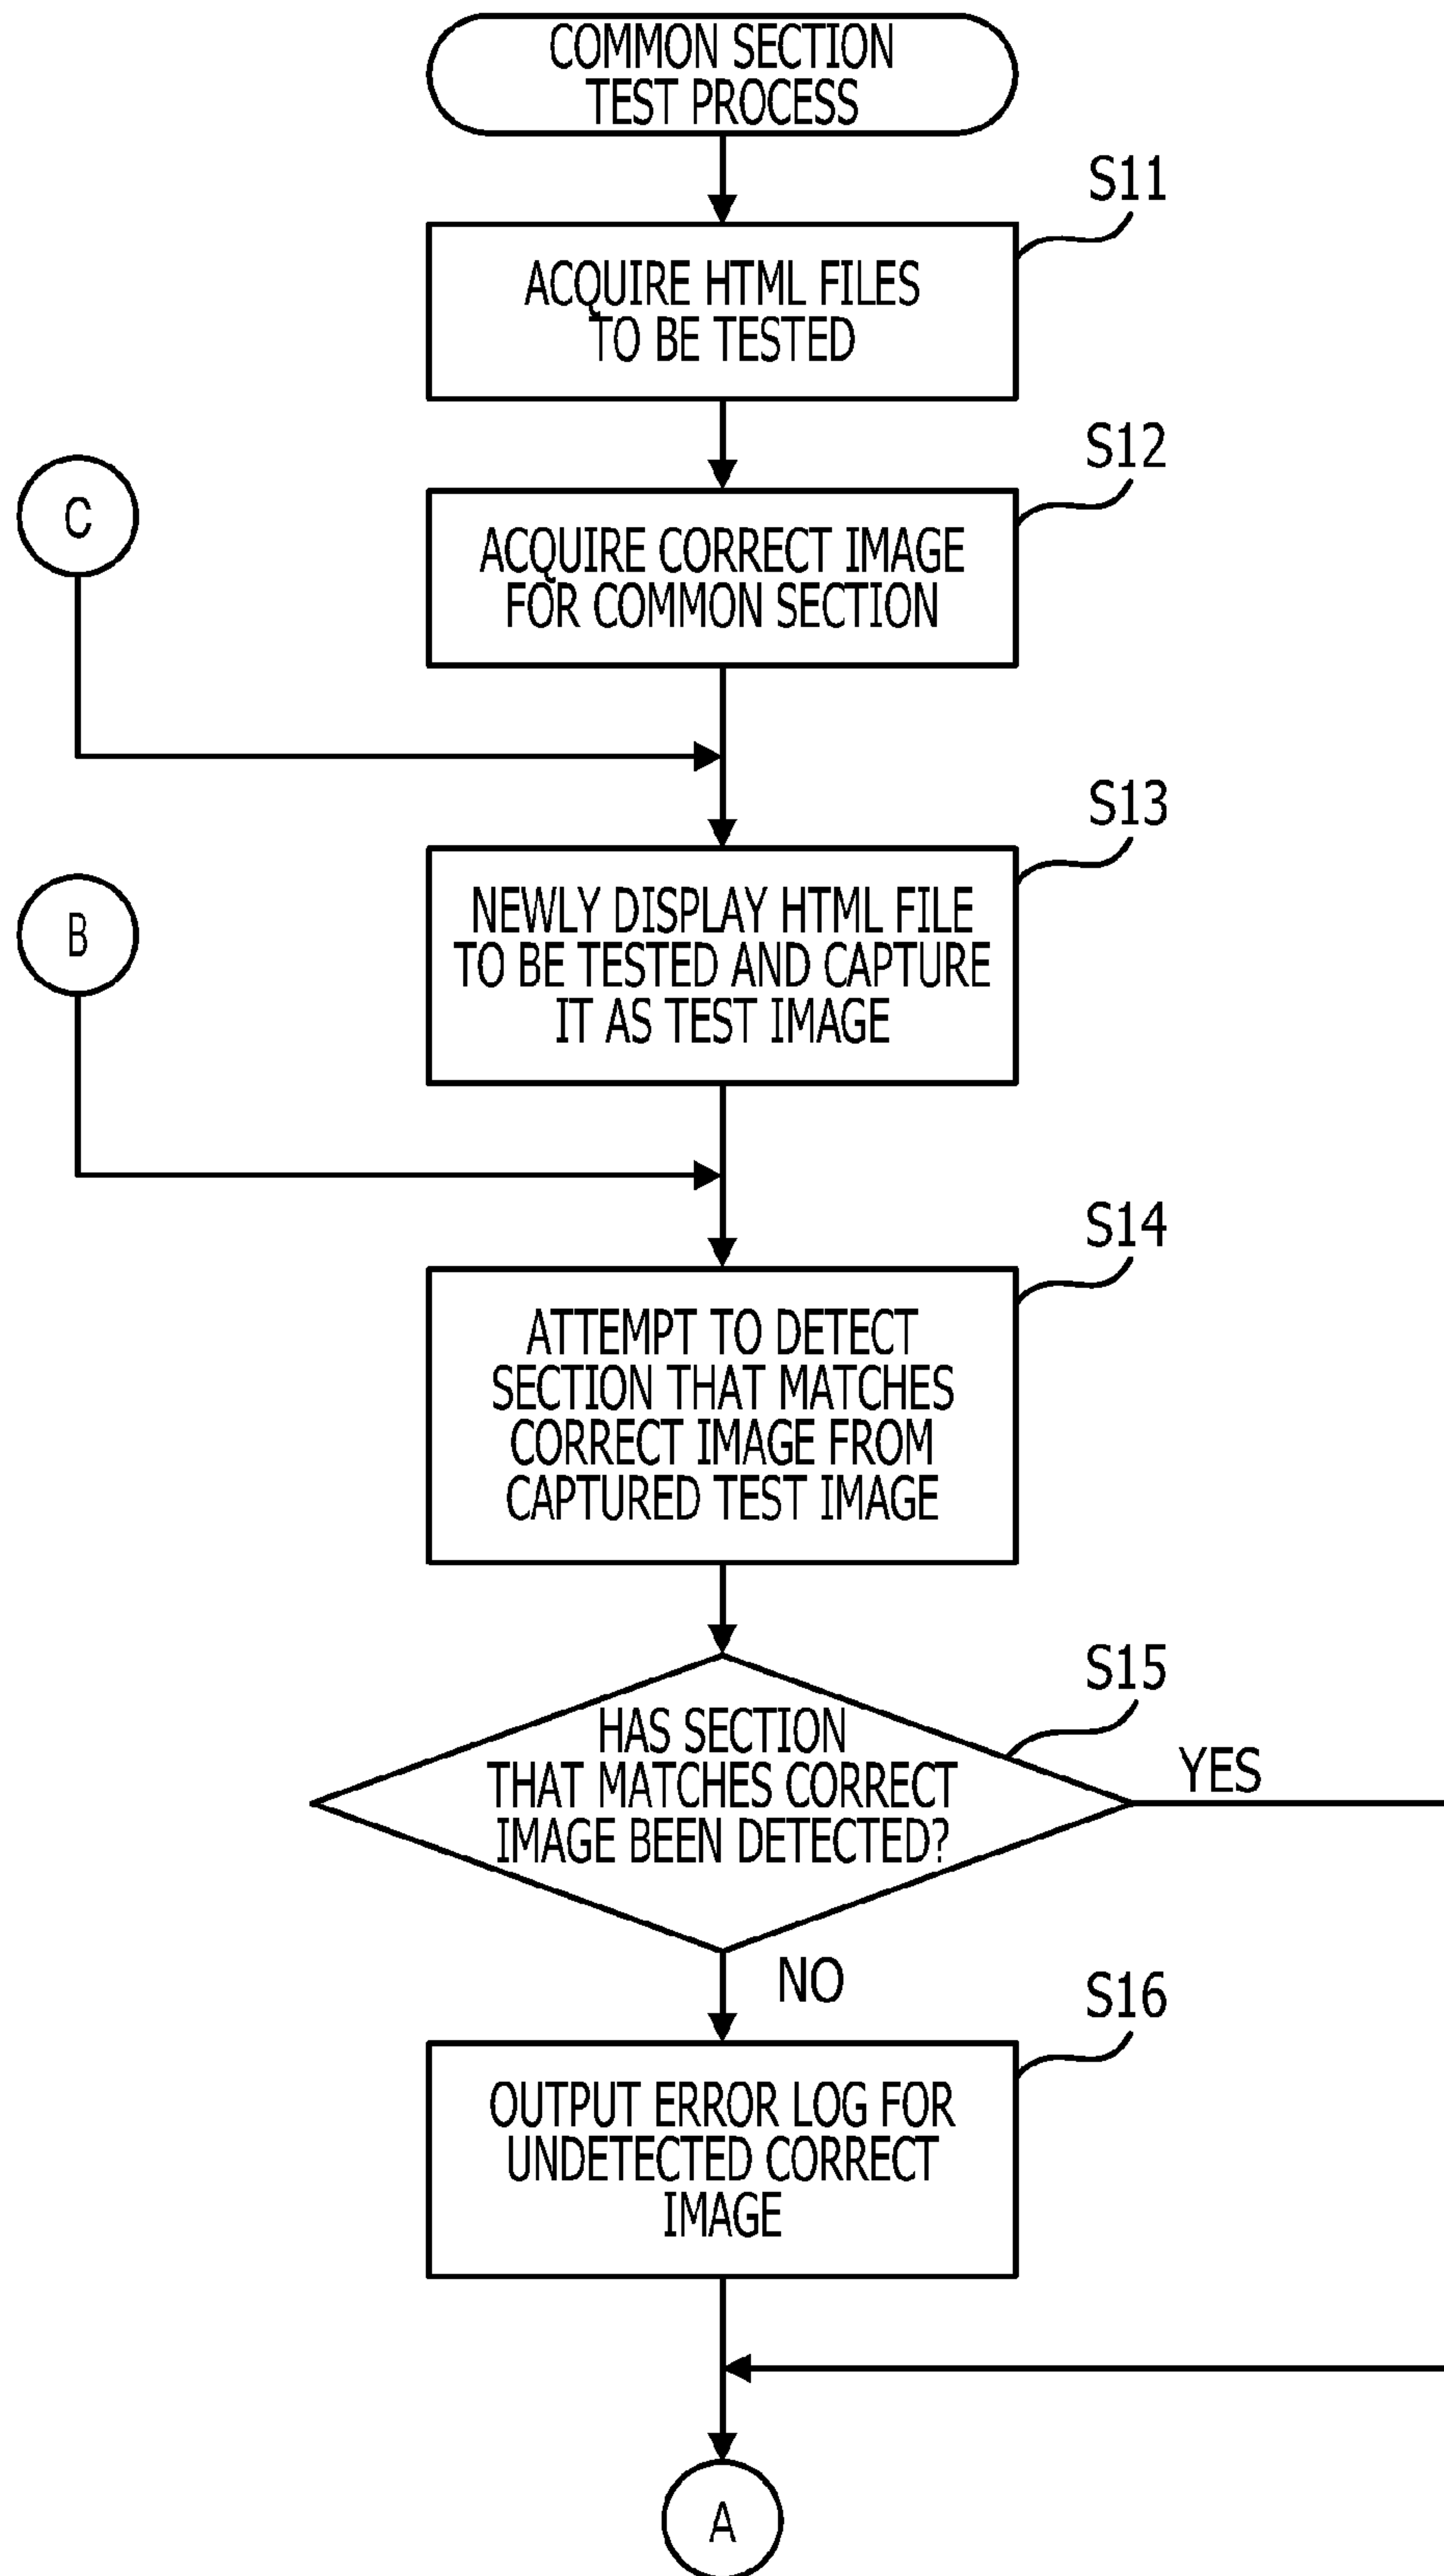 COMMON SECTION
TEST PROCESS
S11
ACQUIRE HTML FILES
TO BE TESTED
S12
C
ACQUIRE CORRECT IMAGE
FOR COMMON SECTION
S13
B
NEWLY DISPLAY HTML FILE
TO BE TESTED AND CAPTURE
IT AS TEST IMAGE
S14
ATTEMPT TO DETECT
SECTION THAT MATCHES
CORRECT IMAGE FROM
CAPTURED TEST IMAGE
S15
HAS SECTION
THAT MATCHES CORRECT
IMAGE BEEN DETECTED?
YES
NO
S16
OUTPUT ERROR LOG FOR
UNDETECTED CORRECT
IMAGE
A